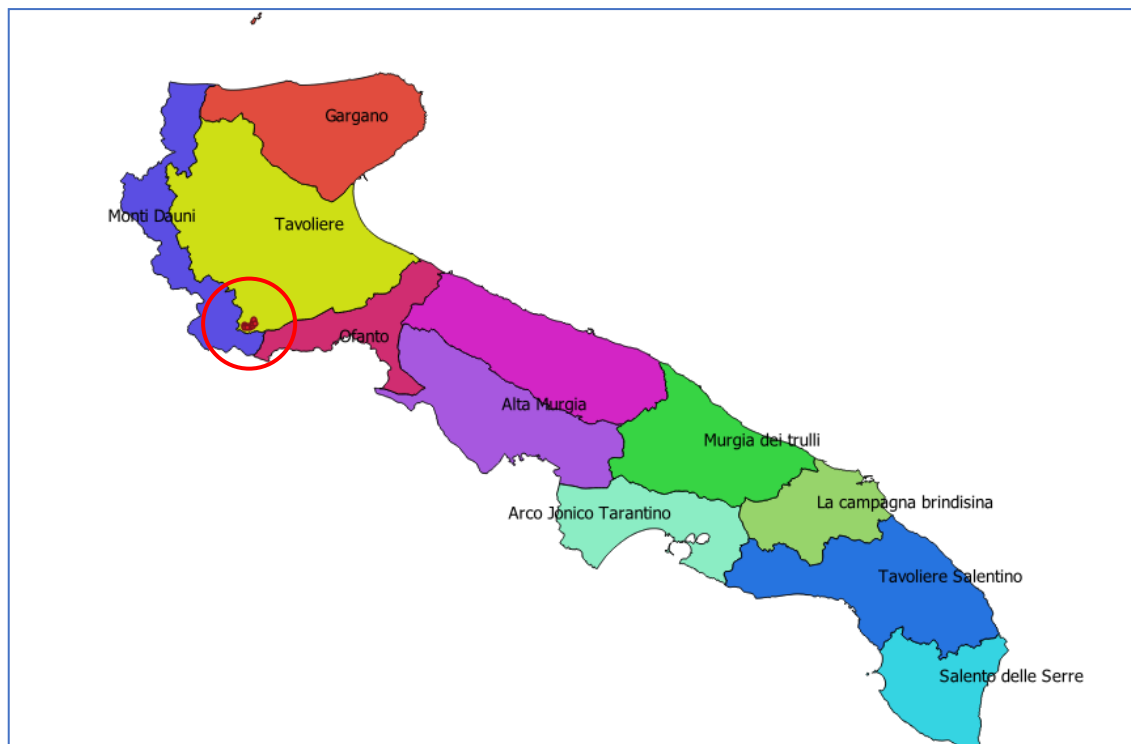 Gargano
Monti Dauni
Tavoliere
Ofanto
Alta Murgia
Murgia dei trulli
La campagna brindisina
Arco Jonico Tarantino
Tavoliere Salentino
Salento delle Serre